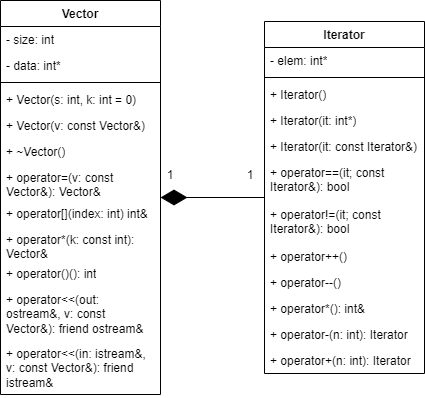 Vector
- size: int
- data: int*
+ Vector(s: int, k: int = 0)
+ Vector(v: const Vector&)
+ ~Vector()
+ operator=(v: const
Vector&): Vector&
+ operator[](index: int) int&
+ operator*(k: const int):
Vector&
+ operator()(): int
+ operator<<(out:
ostream&, v: const
Vector&): friend ostream&
+ operator<<(in: istream&,
v: const Vector&): friend
istream&
1
1
Iterator
- elem: int*
+ Iterator()
+ Iterator(it: int*)
+ Iterator(it: const Iterator&)
+ operator==(it; const
Iterator&): bool
+ operator!=(it; const
Iterator&): bool
+ operator++()
+ operator--()
+ operator*(): int&
+ operator-(n: int): Iterator
+ operator+(n: int): Iterator